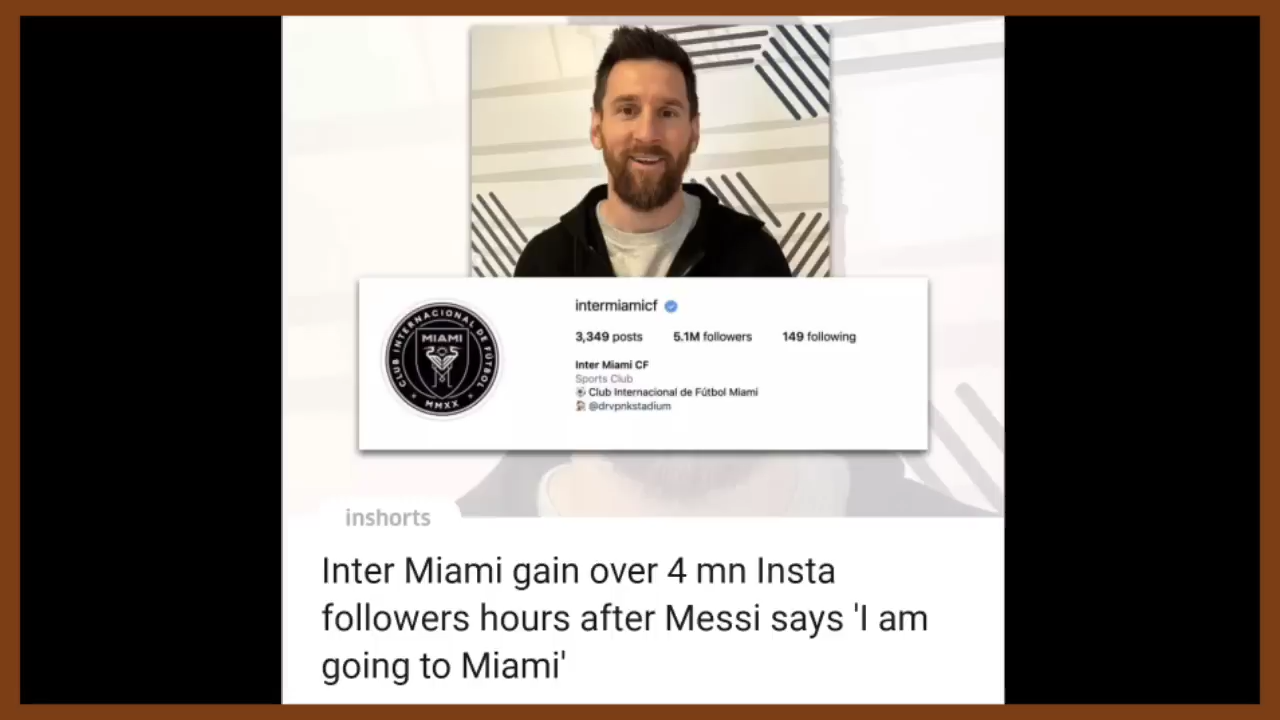 CLUB INTERNACIONAL DE FÚTBOL
MIAMI
MMXX
intermiamicf
3,349 posts 5.1M followers 149 following
Inter Miami CF
Sports Club
Club Internacional de Fútbol Miami
@drvpnkstadium
inshorts
Inter Miami gain over 4 mn Insta
followers hours after Messi says 'I am
going to Miami'